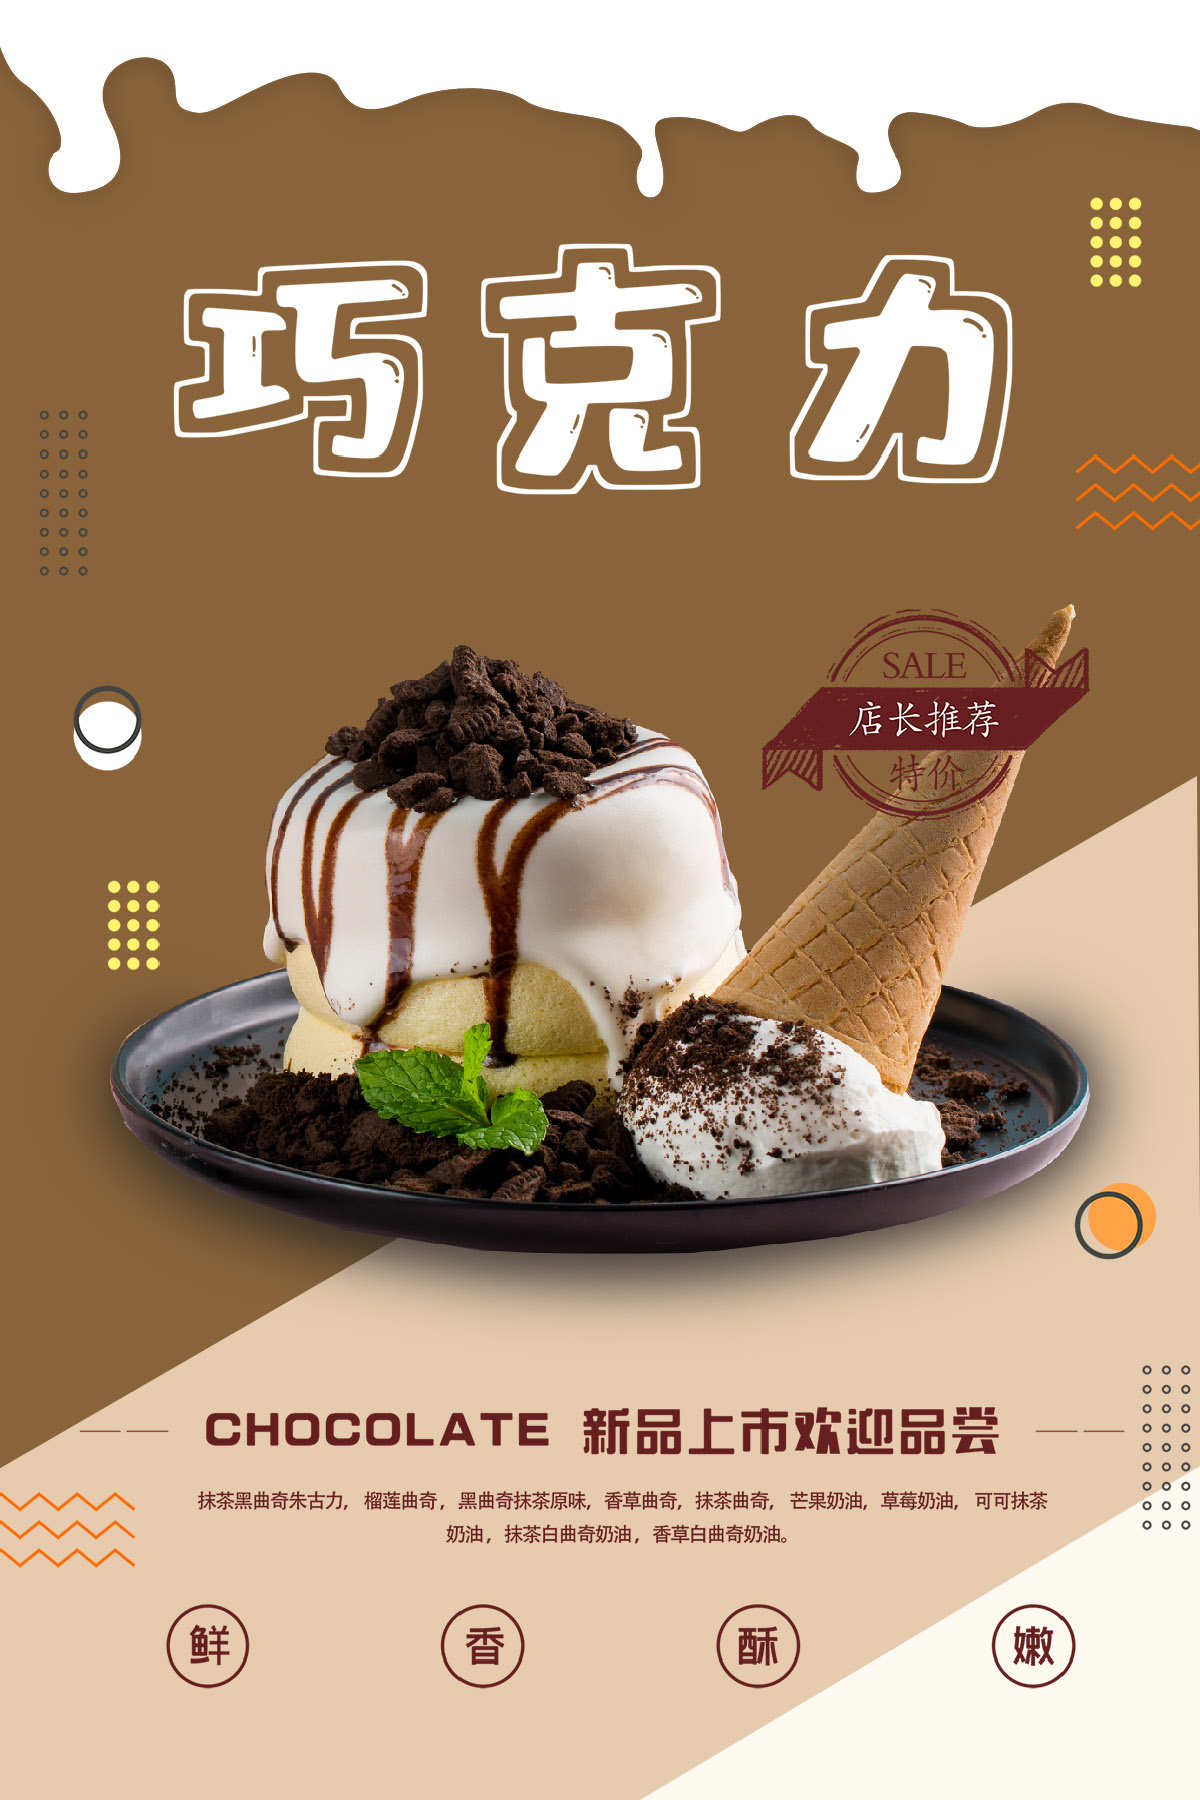 巧克力
SALE
店长推荐
特价
CHOCOLATE 新品上市欢迎品尝
抹茶黑曲奇朱古力， 榴莲曲奇，黑曲奇抹茶原味，香草曲奇，抹茶曲奇， 芒果奶油，草莓奶油， 可可抹茶
奶油，抹茶白曲奇奶油，香草白曲奇奶油。
鲜 香 酥 嫩